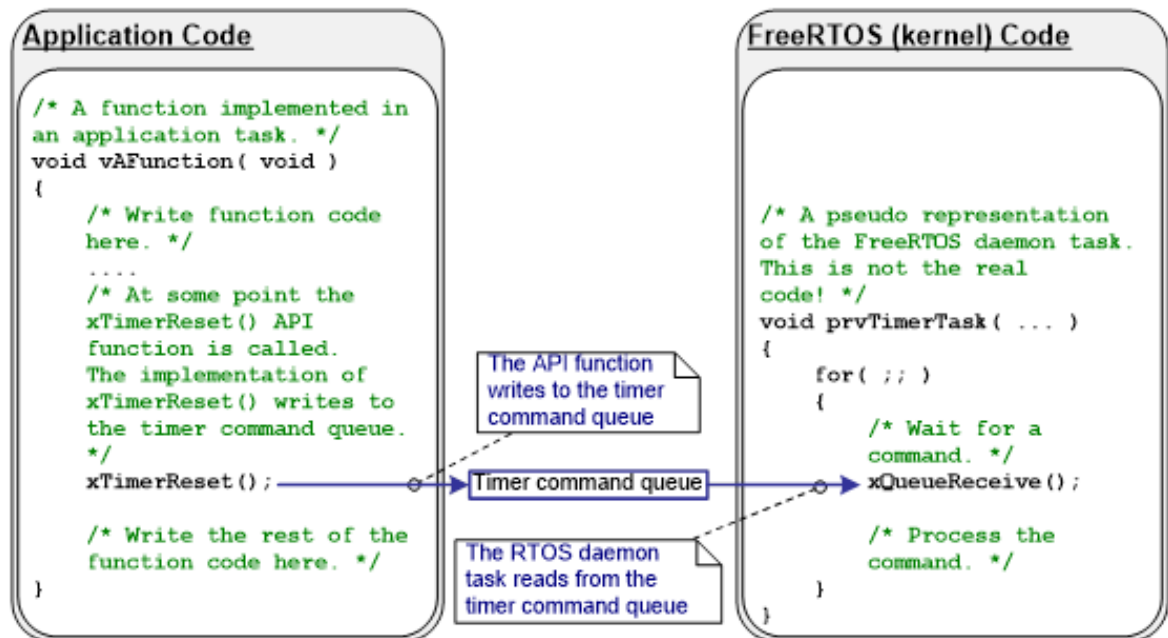 Application Code
/* A function implemented in
an application task. */
void vAFunction( void )
{
/* Write function code
here. */
....
/* At some point the
xTimerReset() API
function is called.
The implementation of
xTimerReset() writes to
the timer command queue.
*/
xTimerReset();
/* Write the rest of the
function code here. */
}
The API function
writes to the timer
command queue
Timer command queue
The RTOS daemon
task reads from the
timer command queue
FreeRTOS (kernel) Code
/* A pseudo representation
of the FreeRTOS daemon task.
This is not the real
code! */
void prvTimerTask( ... )
{
for( ;; )
{
/* Wait for a
command. */
xQueueReceive();
/* Process the
command. */
}
}